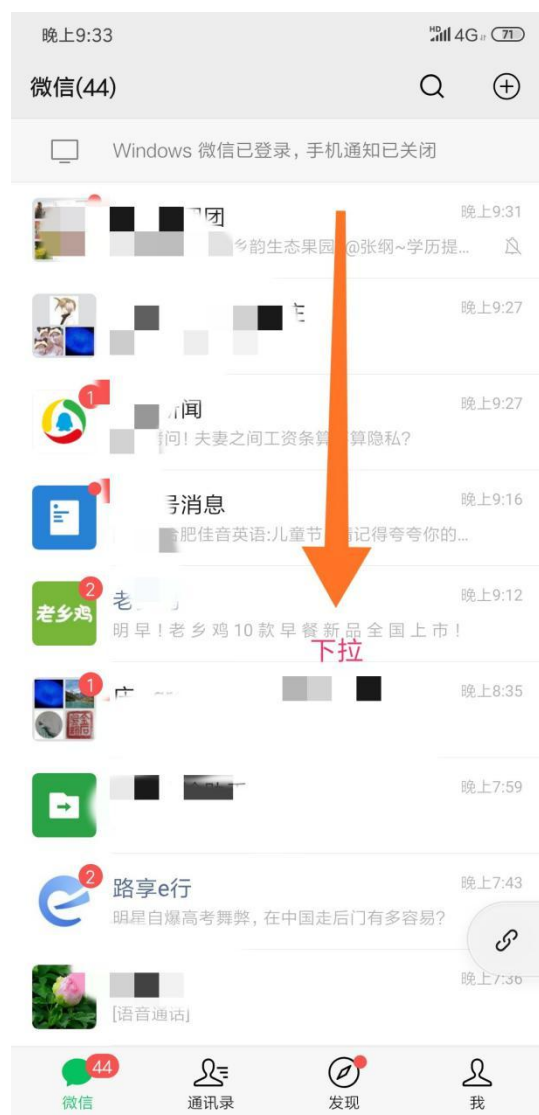 晚上9:33
HD 4G 71
微信(44)
Windows 微信已登录，手机通知已关闭
团
晚上9:31
韵生态果园 @张纲~学历提...
晚上9:27
1
闻
晚上9:27
问！夫妻之间工资条算 算隐私？
号消息
晚上9:16
肥佳音英语:儿童节 请记得夸夸你的...
老乡鸡
2
老
晚上9:12
明早！老乡鸡10款早餐新品全国上市！
下拉
1
晚上8:35
晚上7:59
2
路享e行
晚上7:43
明星自爆高考舞弊，在中国走后门有多容易？
晚上7:36
[语音通话]
44
微信
通讯录
发现
我